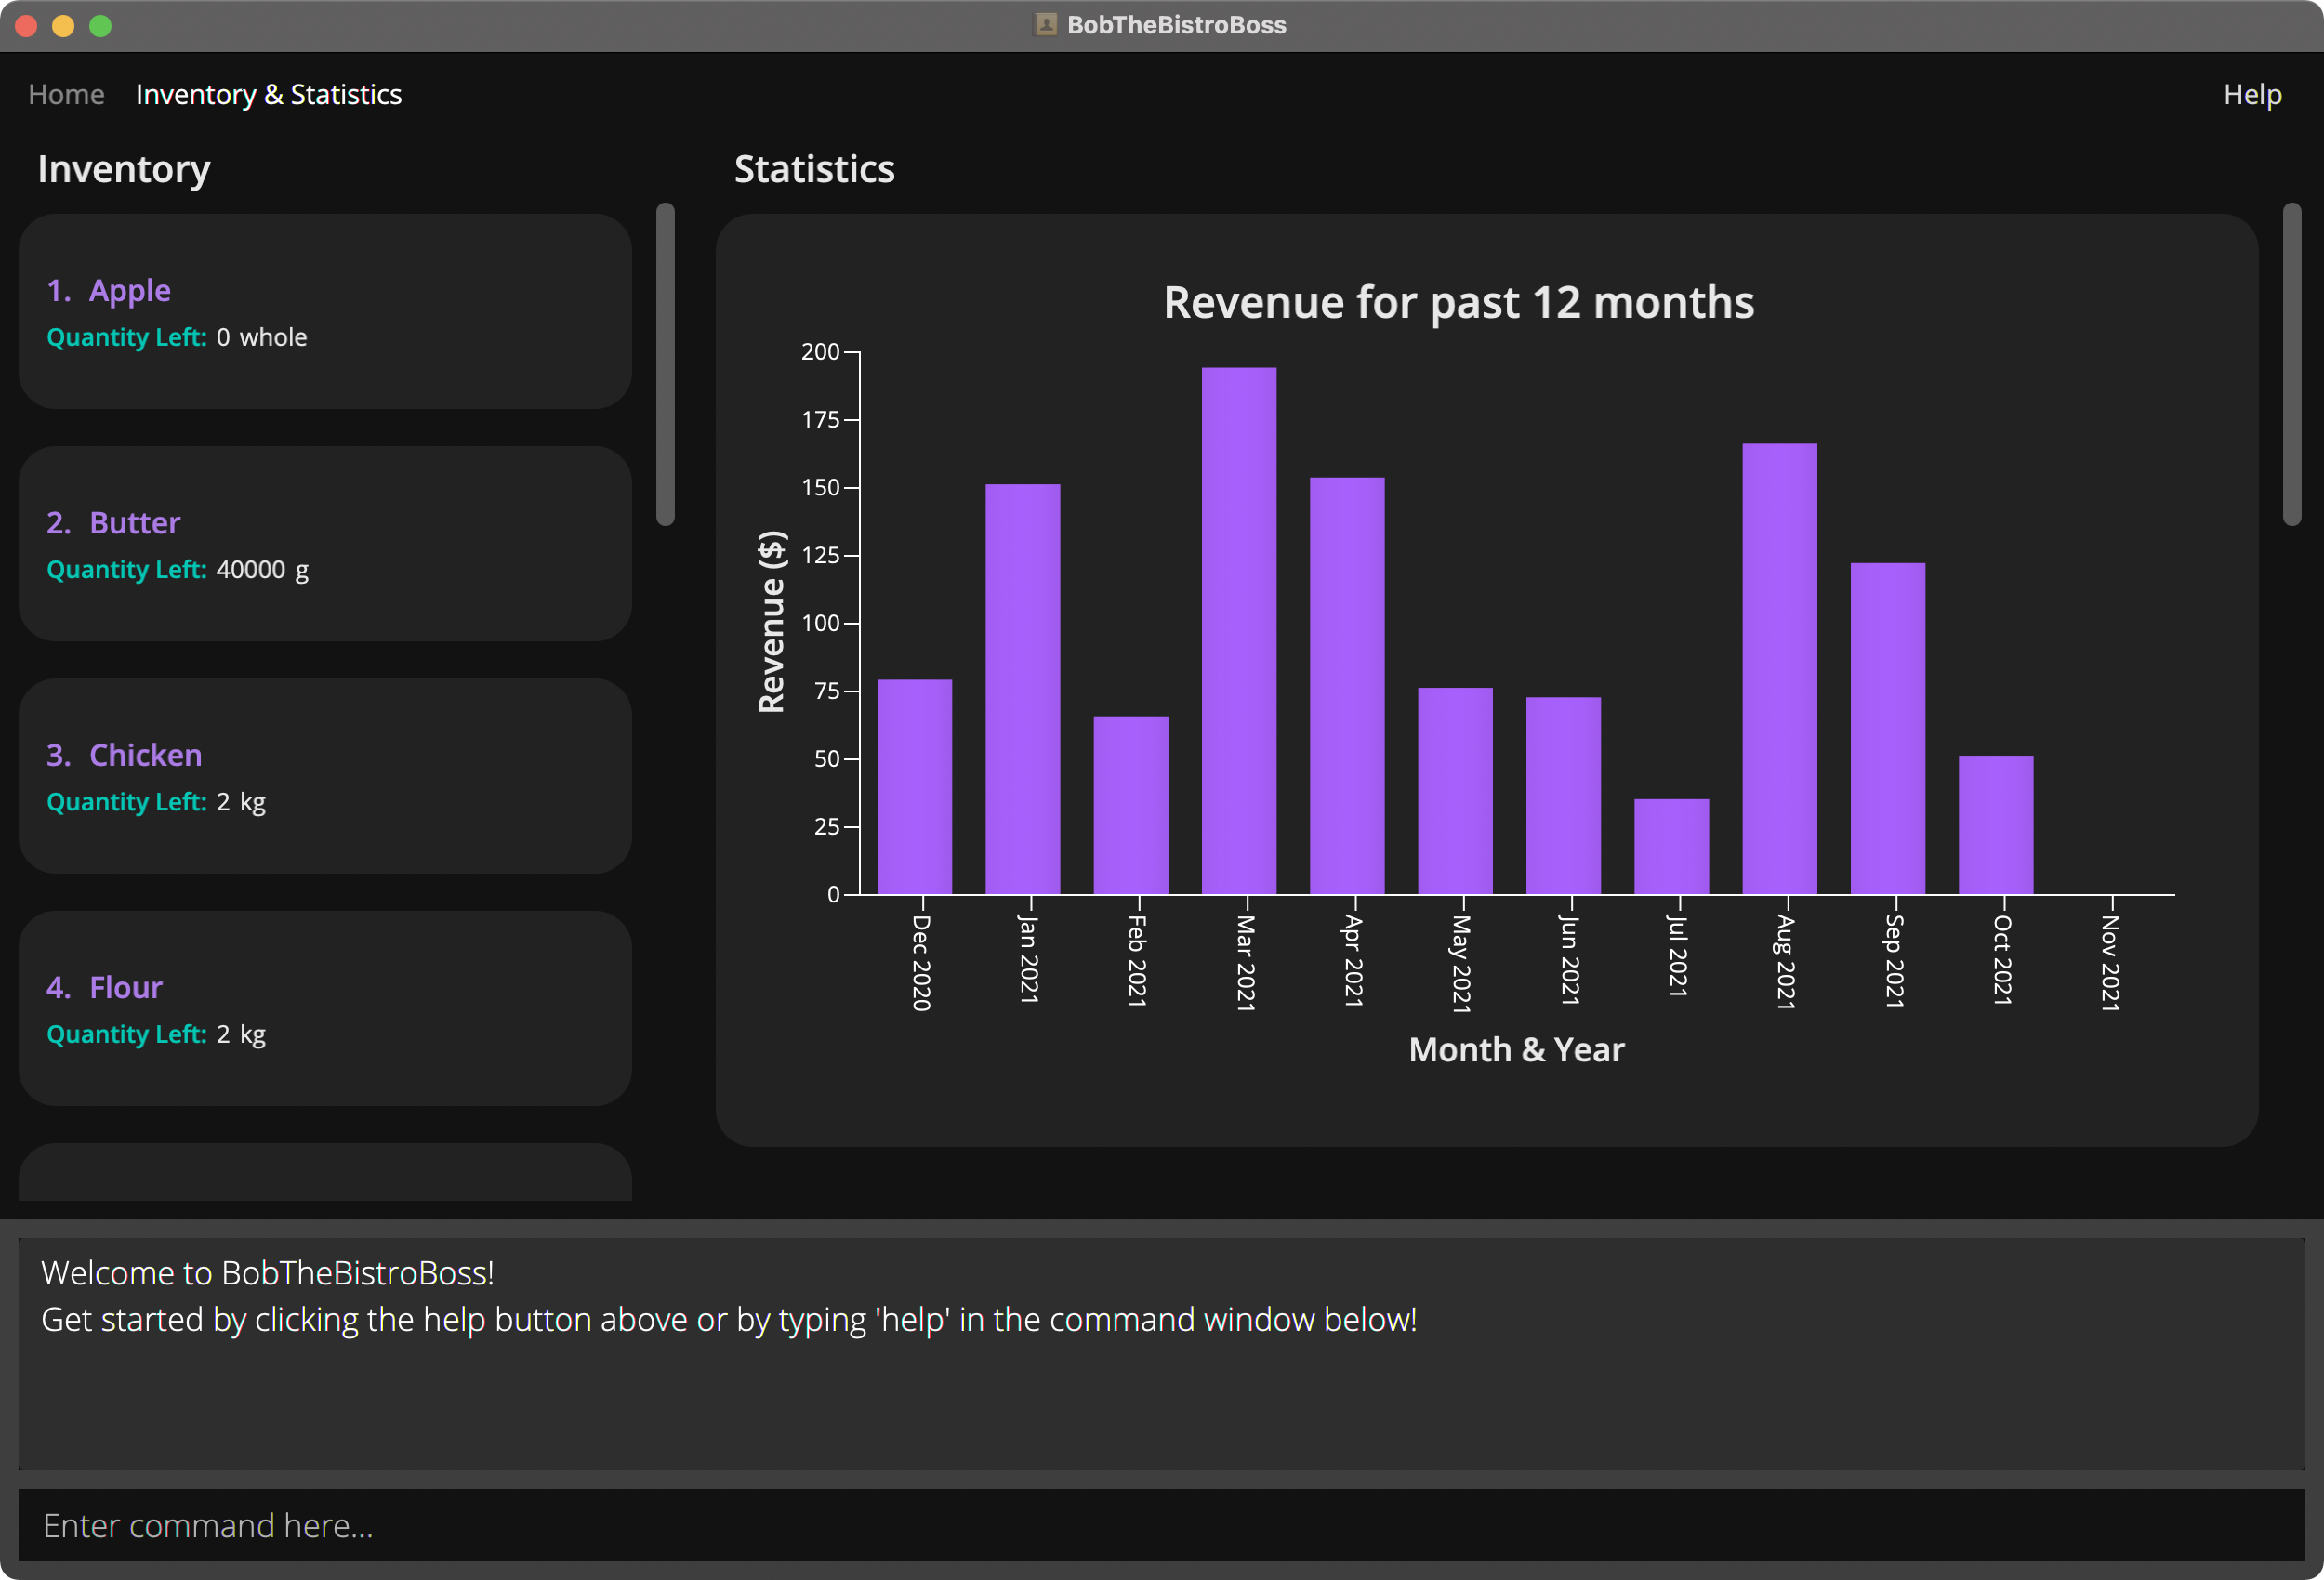 BobTheBistroBoss
Home Inventory & Statistics Help
Inventory
1. Apple
Quantity Left: 0 whole
2. Butter
Quantity Left: 40000 g
3. Chicken
Quantity Left: 2 kg
4. Flour
Quantity Left: 2 kg
Statistics
Revenue for past 12 months
Revenue ($)
200
175
150
125
100
75
50
25
0
Dec 2020
Jan 2021
Feb 2021
Mar 2021
Apr 2021
May 2021
Jun 2021
Jul 2021
Aug 2021
Sep 2021
Oct 2021
Nov 2021
Month & Year
Welcome to BobTheBistroBoss!
Get started by clicking the help button above or by typing 'help' in the command window below!
Enter command here...